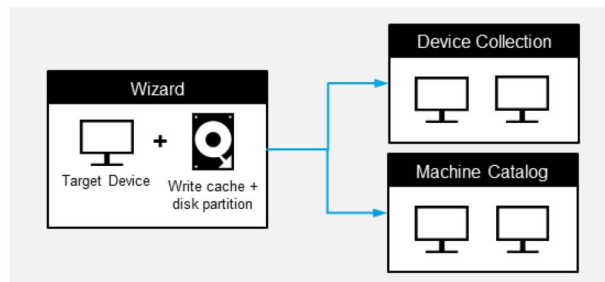 Wizard
+
Target Device
Write cache +
disk partition
Device Collection
Machine Catalog